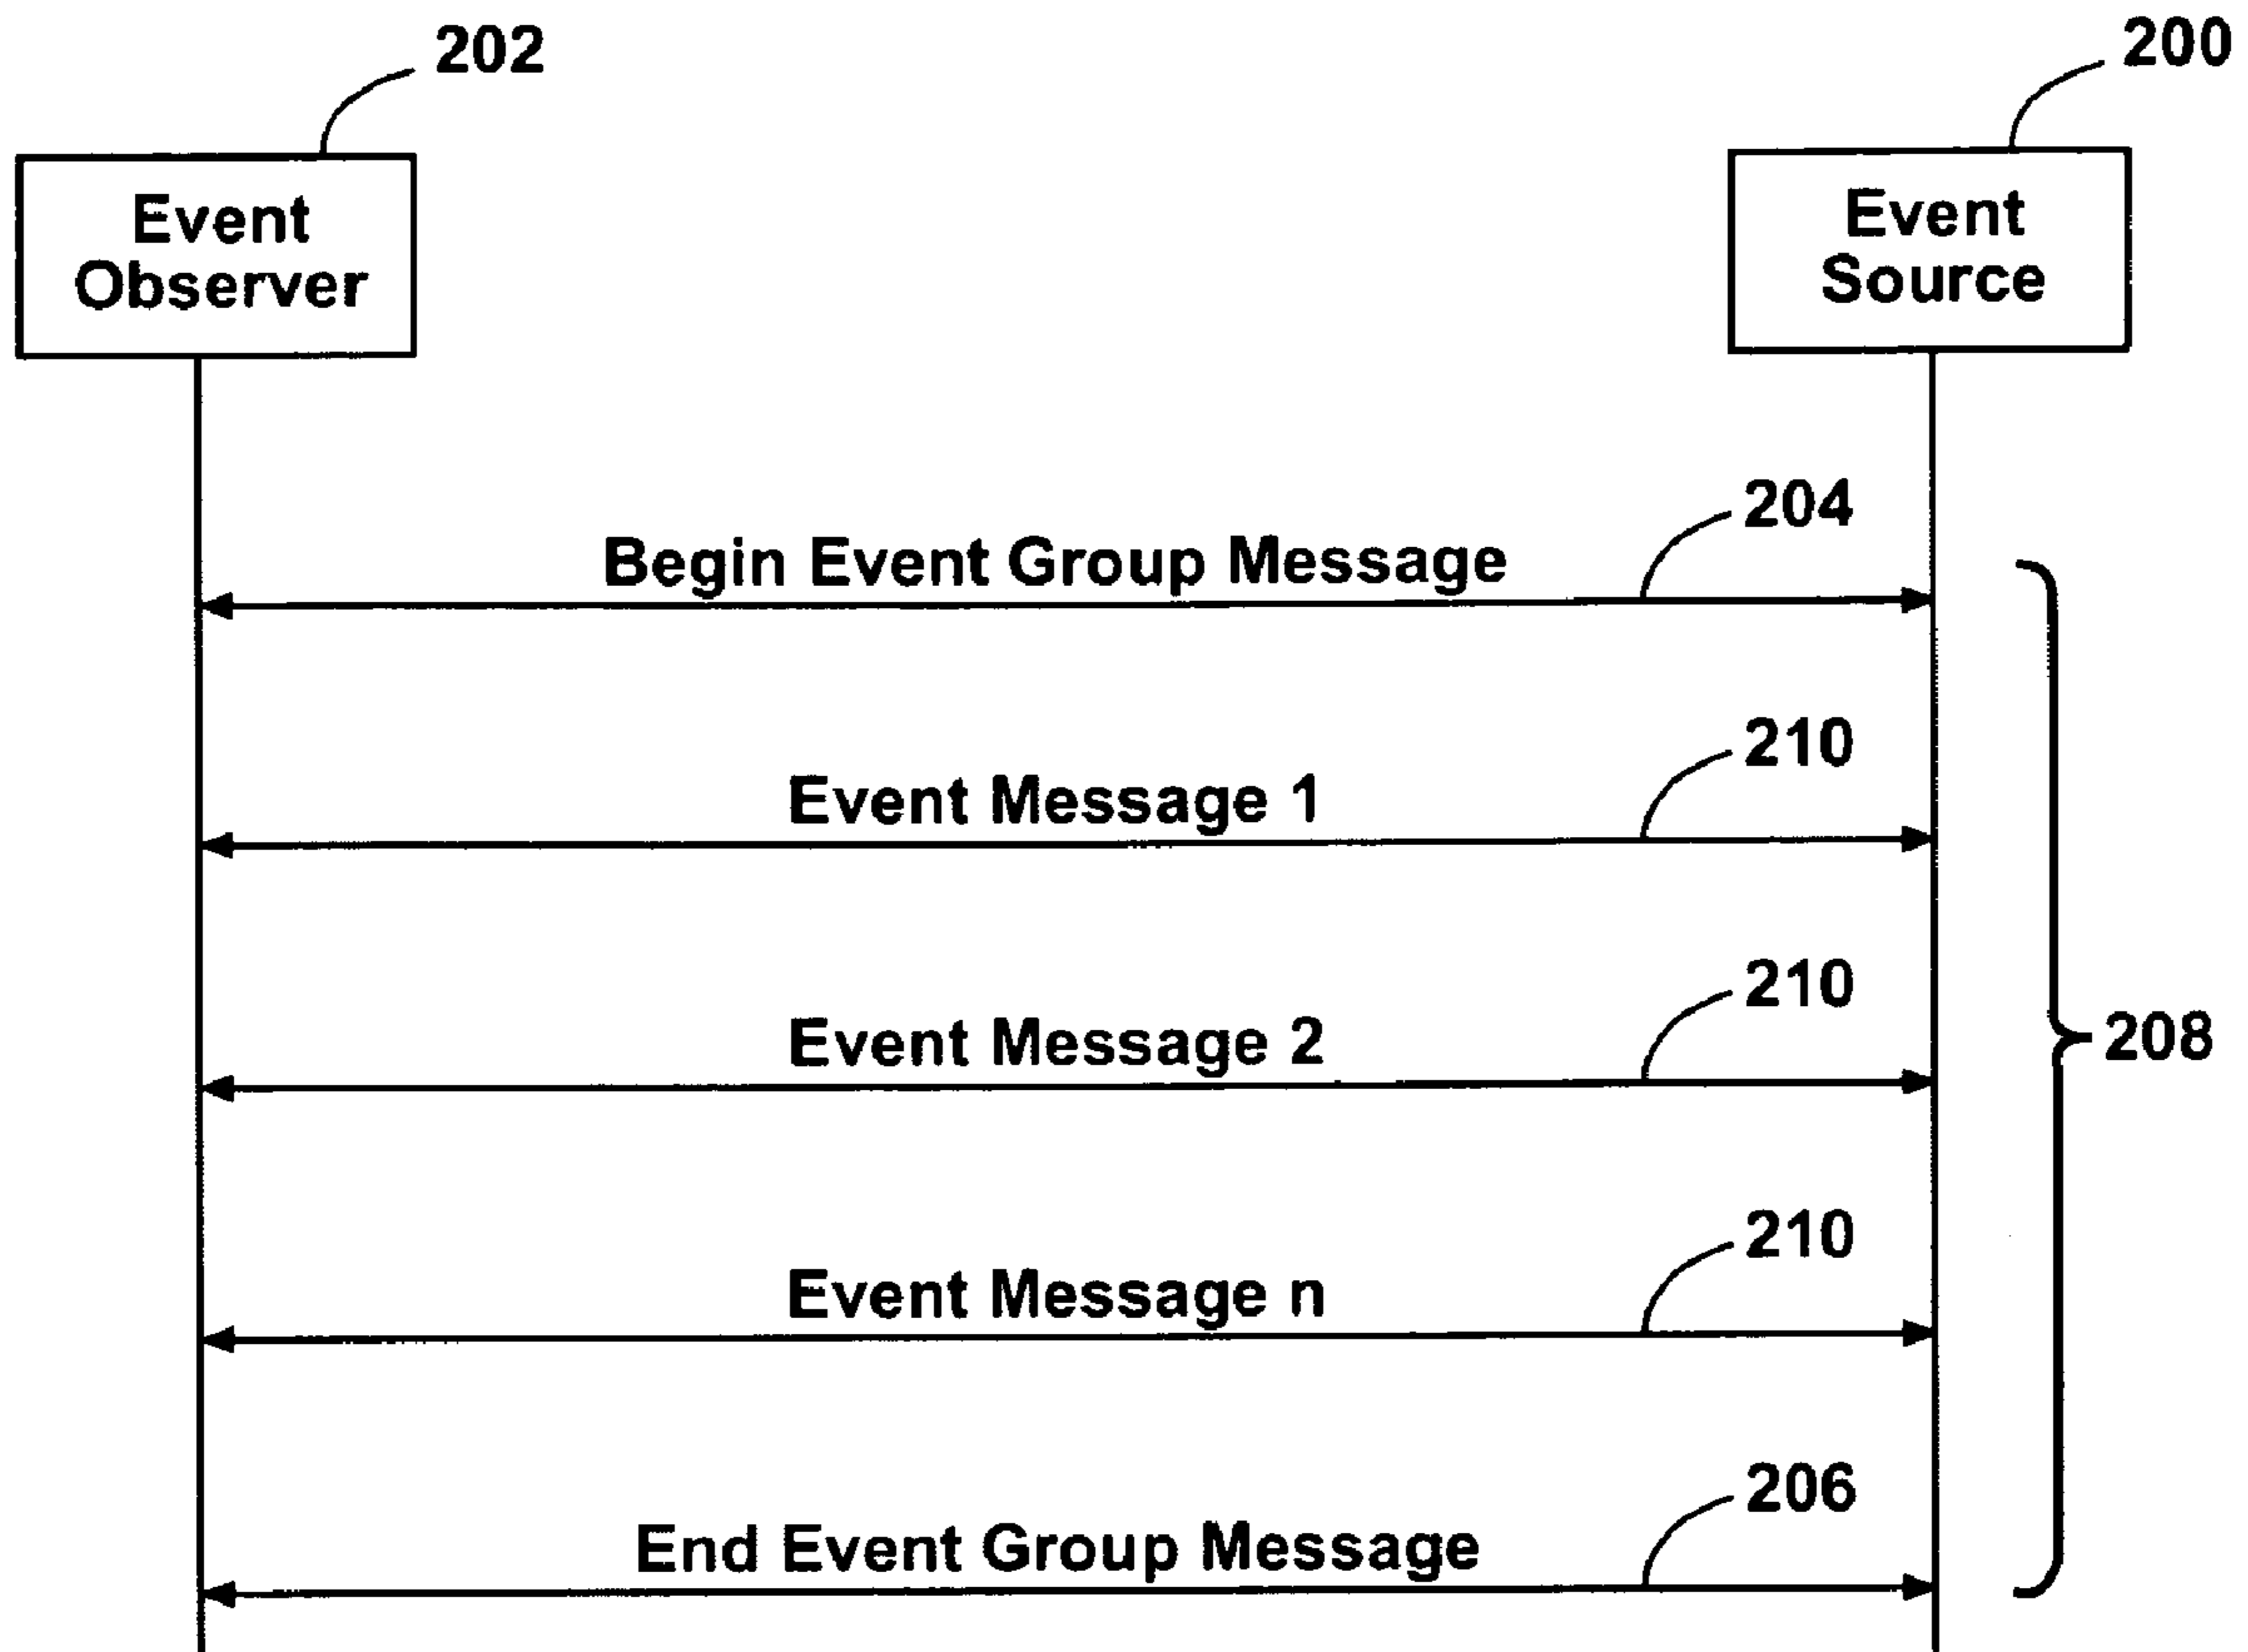 202
200
Event
Observer
Event
Source
204
Begin Event Group Message
210
Event Message 1
210
Event Message 2
208
210
Event Message n
206
End Event Group Message